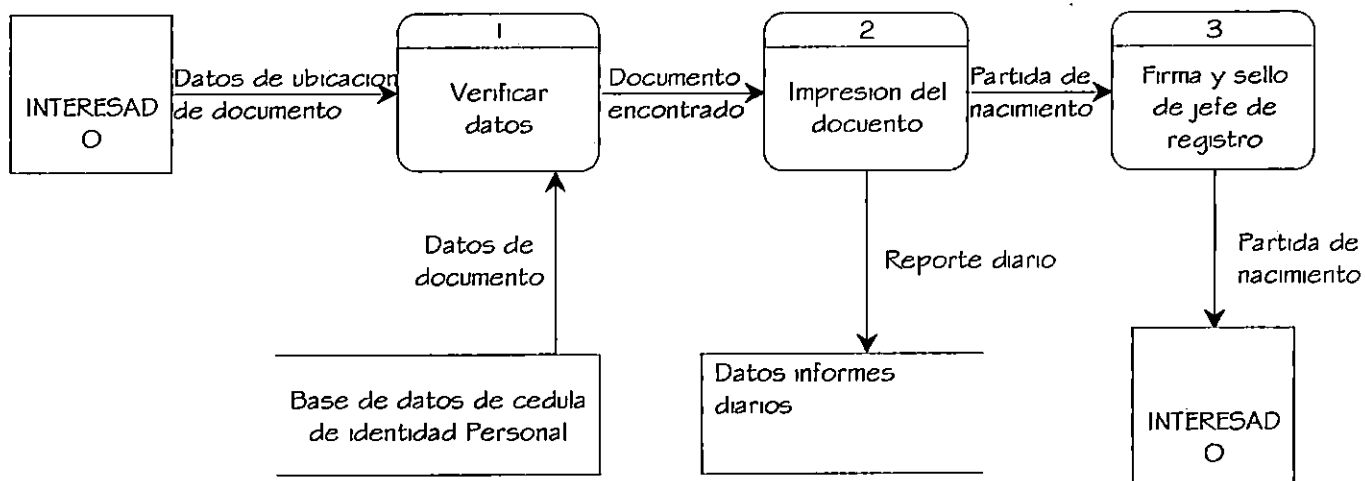 1
2
3
INTERESAD
O
Datos de ubicacion
de documento
Verificar
datos
Documento
encontrado
Impresion del
docuento
Partida de
nacimiento
Firma y sello
de jefe de
registro
Datos de
documento
Reporte diario
Partida de
nacimiento
Base de datos de cedula
de identidad Personal
Datos informes
diarios
INTERESAD
O